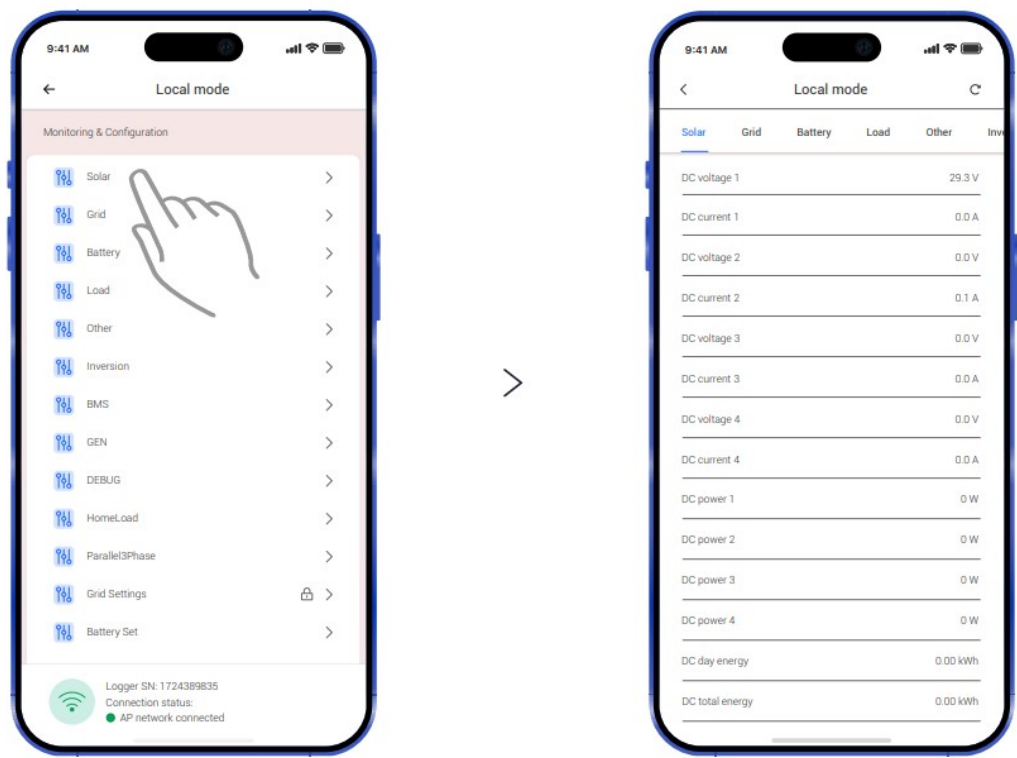 9:41 AM
Local mode
Monitoring & Configuration
Solar
Grid
Battery
Load
Other
Inversion
BMS
GEN
DEBUG
HomeLoad
Parallel3Phase
Grid Settings
Battery Set
Logger SN: 1724389835
Connection status:
AP network connected
9:41 AM
Local mode
Solar Grid Battery Load Other Inve
DC voltage 1 29.3 V
DC current 1 0.0 A
DC voltage 2 0.0 V
DC current 2 0.1 A
DC voltage 3 0.0 V
DC current 3 0.0 A
DC voltage 4 0.0 V
DC current 4 0.0 A
DC power 1 0 W
DC power 2 0 W
DC power 3 0 W
DC power 4 0 W
DC day energy 0.00 kWh
DC total energy 0.00 kWh